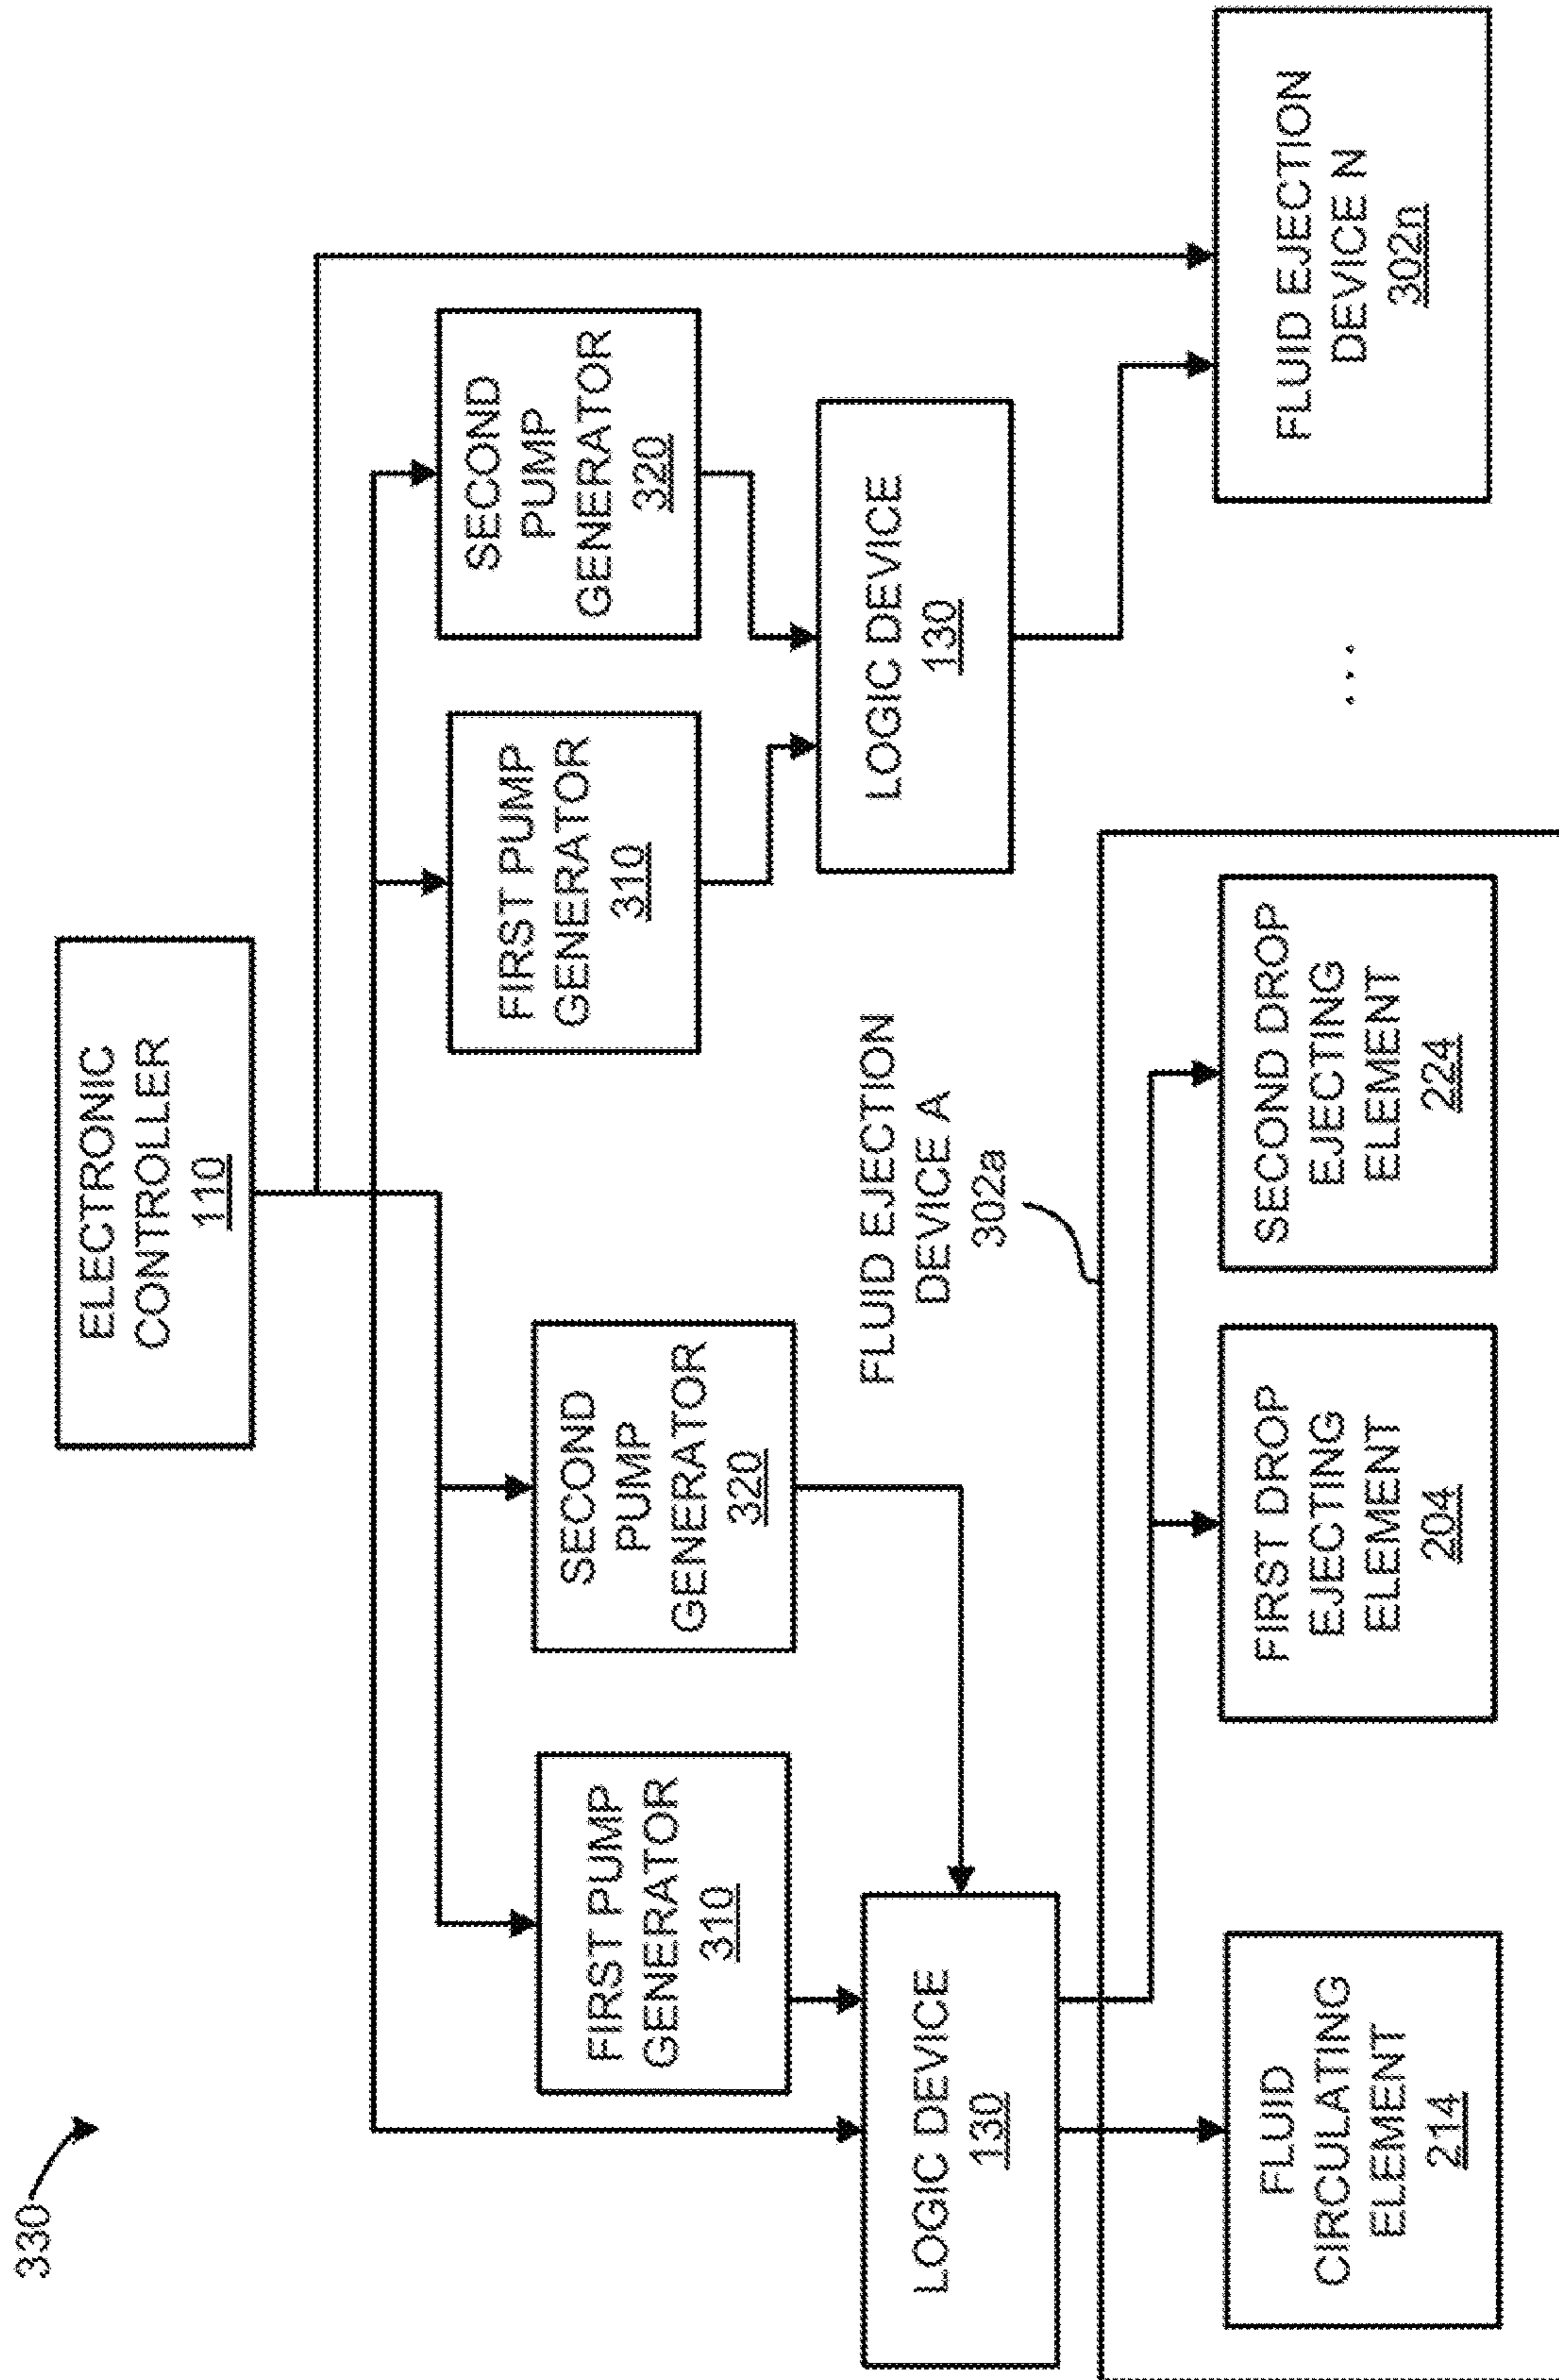 330
ELECTRONIC
CONTROLLER
110
FIRST PUMP
GENERATOR
310
SECOND
PUMP
GENERATOR
320
FIRST PUMP
GENERATOR
310
SECOND
PUMP
GENERATOR
320
LOGIC DEVICE
130
FLUID EJECTION
DEVICE A
302a
LOGIC DEVICE
130
FLUID
CIRCULATING
ELEMENT
214
FIRST DROP
EJECTING
ELEMENT
204
SECOND DROP
EJECTING
ELEMENT
224
...
FLUID EJECTION
DEVICE N
302n